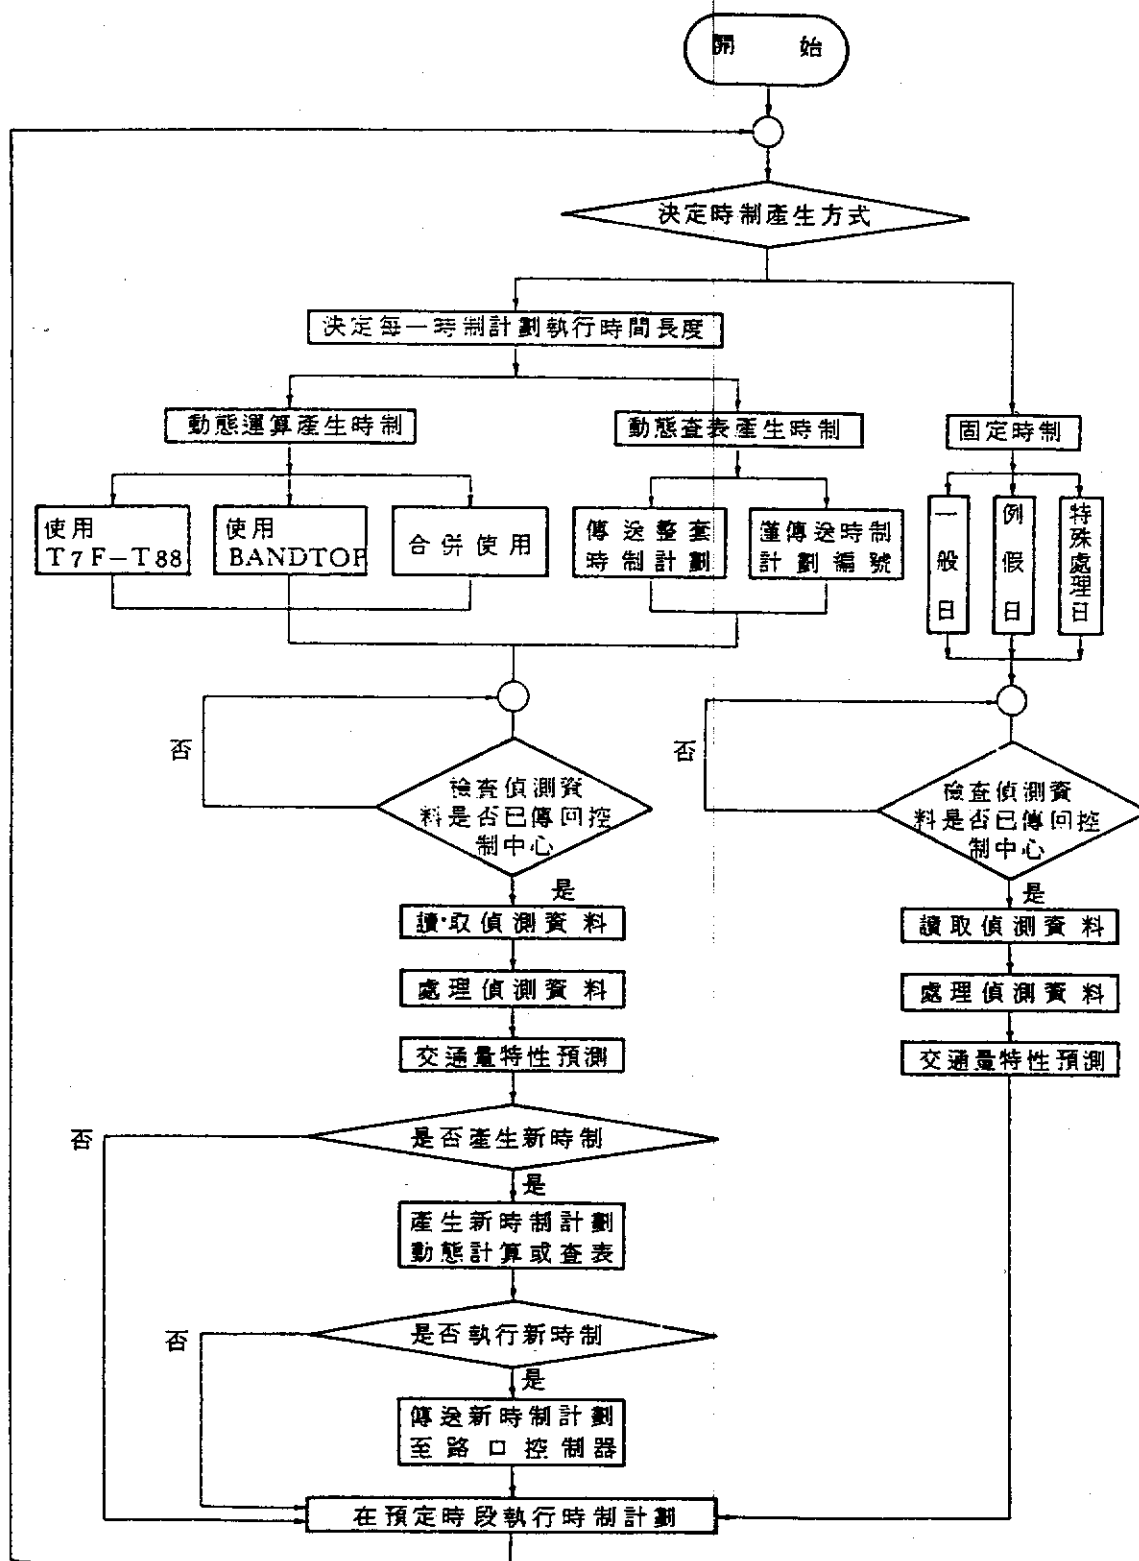 開 始
決定時制產生方式
決定每一時制計劃執行時間長度
動態運算產生時制
動態查表產生時制
固定時制
使用
T7F-T88
使用
BANDTOP
合併使用
傳送整套
時制計劃
僅傳送時制
計劃編號
一般日
例假日
特殊處理日
否
檢查偵測資
料是否已傳回控
制中心
是
讀取偵測資料
處理偵測資料
交通量特性預測
否
檢查偵測資
料是否已傳回控
制中心
是
讀取偵測資料
處理偵測資料
交通量特性預測
否
是否產生新時制
是
產生新時制計劃
動態計算或查表
否
是否執行新時制
是
傳送新時制計劃
至路口控制器
在預定時段執行時制計劃